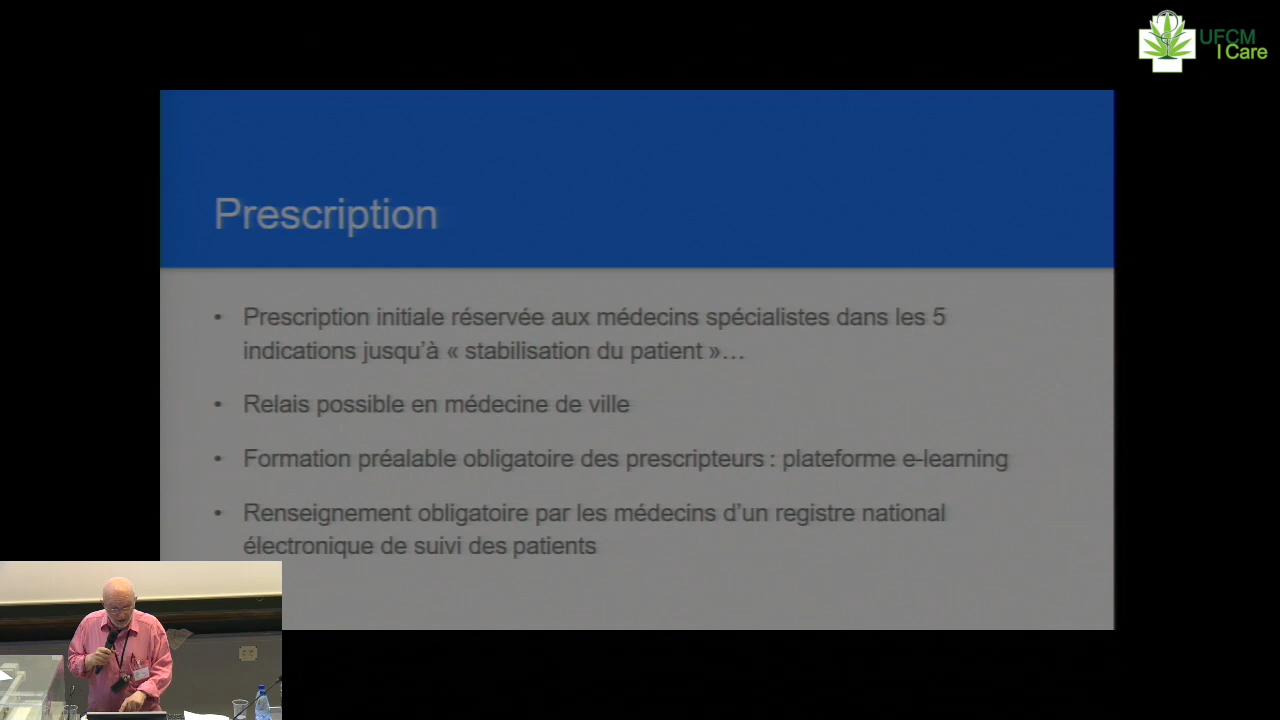 UFCM
I Care
Prescription
• Prescription initiale réservée aux médecins spécialistes dans les 5
indications jusqu'à « stabilisation du patient »…
• Relais possible en médecine de ville
• Formation préalable obligatoire des prescripteurs : plateforme e-learning
• Renseignement obligatoire par les médecins d'un registre national
électronique de suivi des patients